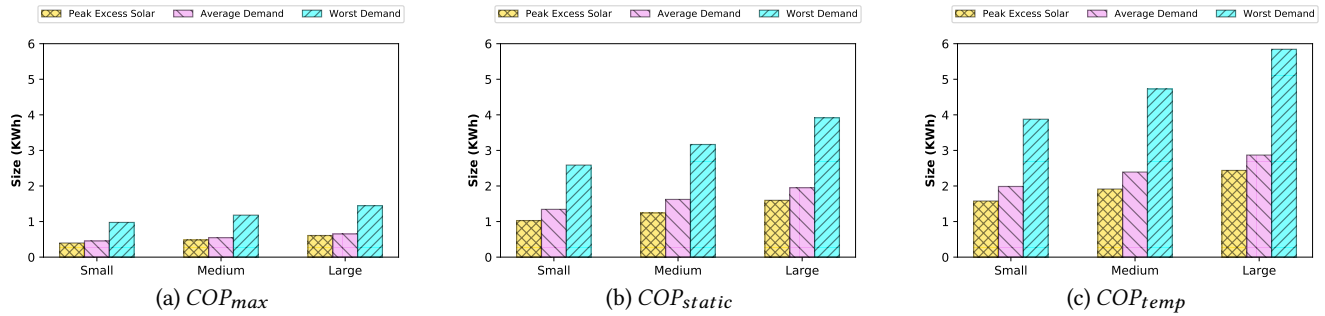 Peak Excess Solar Average Demand Worst Demand
6
5
4
3
2
1
0
Size (KWh)
Small Medium Large
(a) COPmax
Peak Excess Solar Average Demand Worst Demand
6
5
4
3
2
1
0
Size (KWh)
Small Medium Large
(b) COPstatic
Peak Excess Solar Average Demand Worst Demand
6
5
4
3
2
1
0
Size (KWh)
Small Medium Large
(c) COPtemp